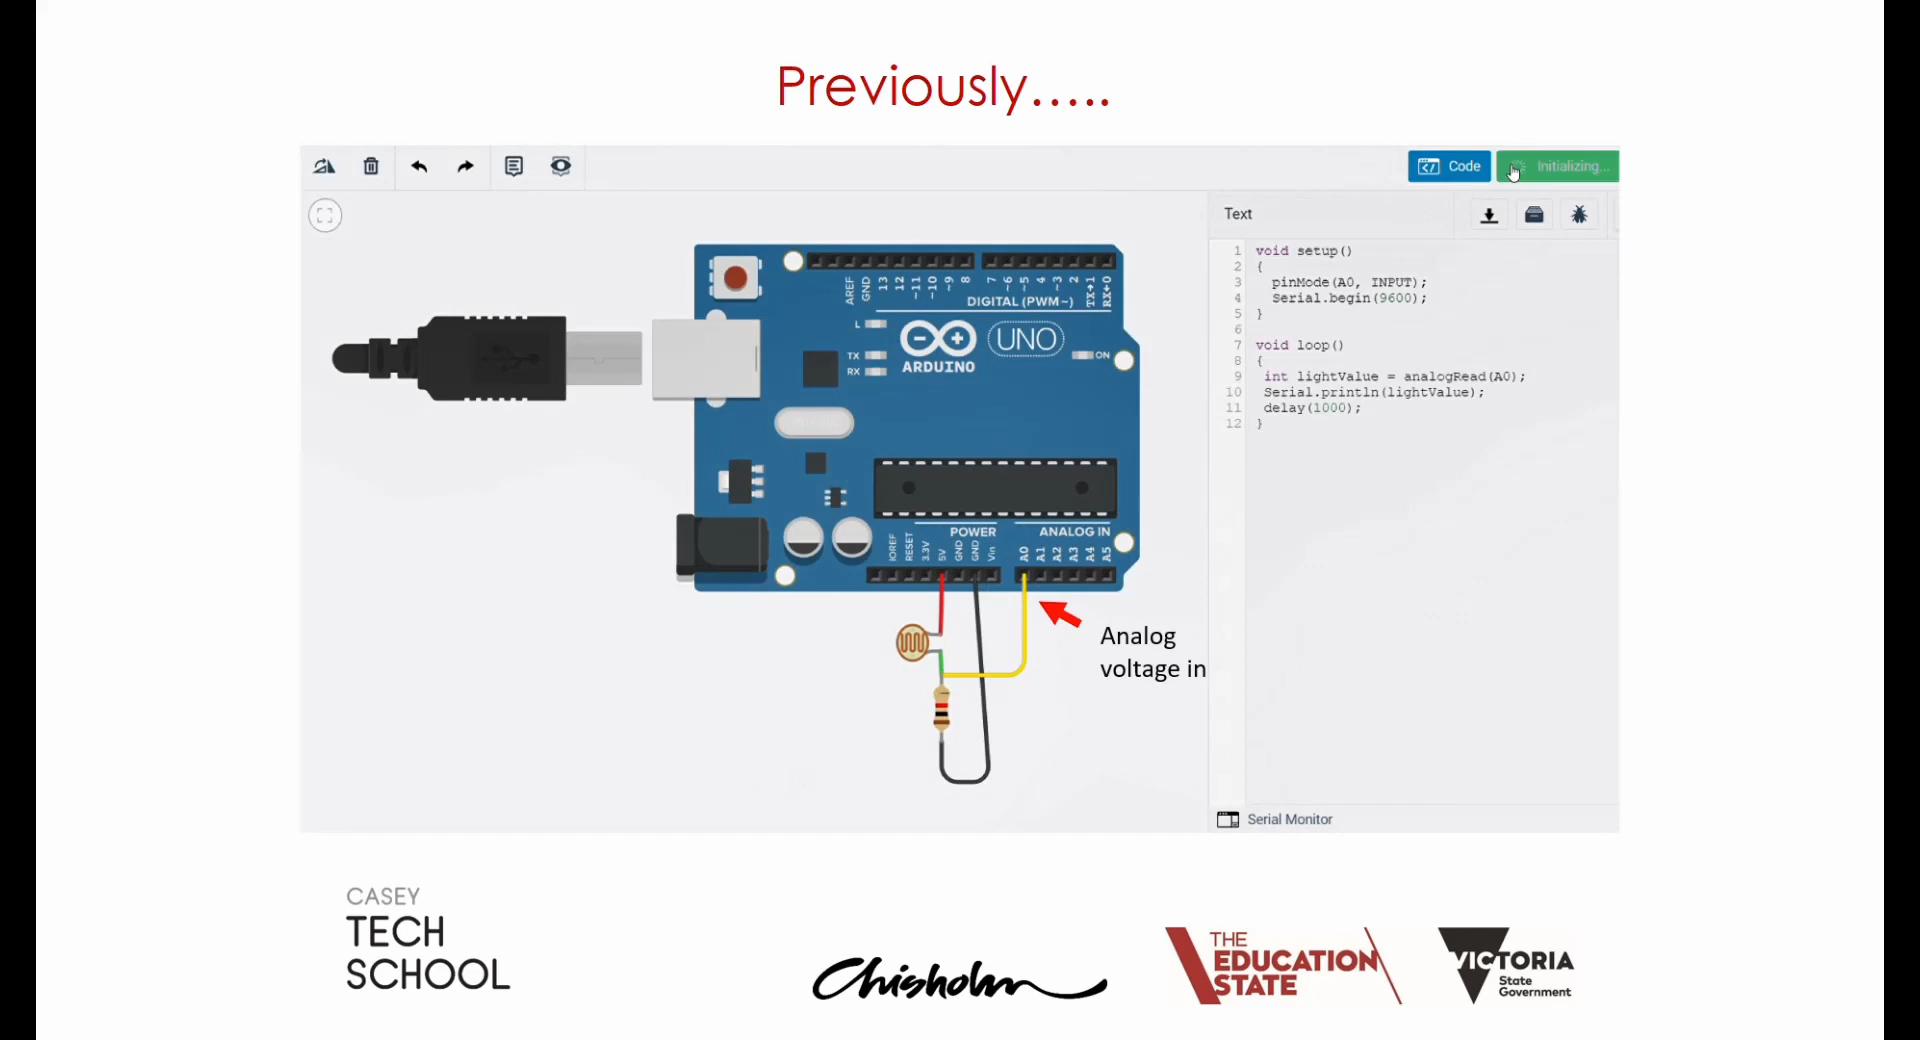 Previously.....
Code
Initializing...
Text
1 void setup()
2 {
3 pinMode(A0, INPUT);
4 Serial.begin(9600);
5 }
6
7 void loop()
8 {
9 int lightValue = analogRead(A0);
10 Serial.println(lightValue);
11 delay(1000);
12 }
AREF GND 13 12 ~11 ~10 ~9 8 7 ~6 ~5 4 ~3 2 TX→1 RX←0
DIGITAL (PWM~)
L
TX
RX
ARDUINO
UNO
ON
POWER
ANALOG IN
IOREF RESET 3.3V 5V GND GND Vin A0 A1 A2 A3 A4 A5
Analog
voltage in
Serial Monitor
CASEY
TECH
SCHOOL
Chisholm
THE
EDUCATION
STATE
VICTORIA
State
Government